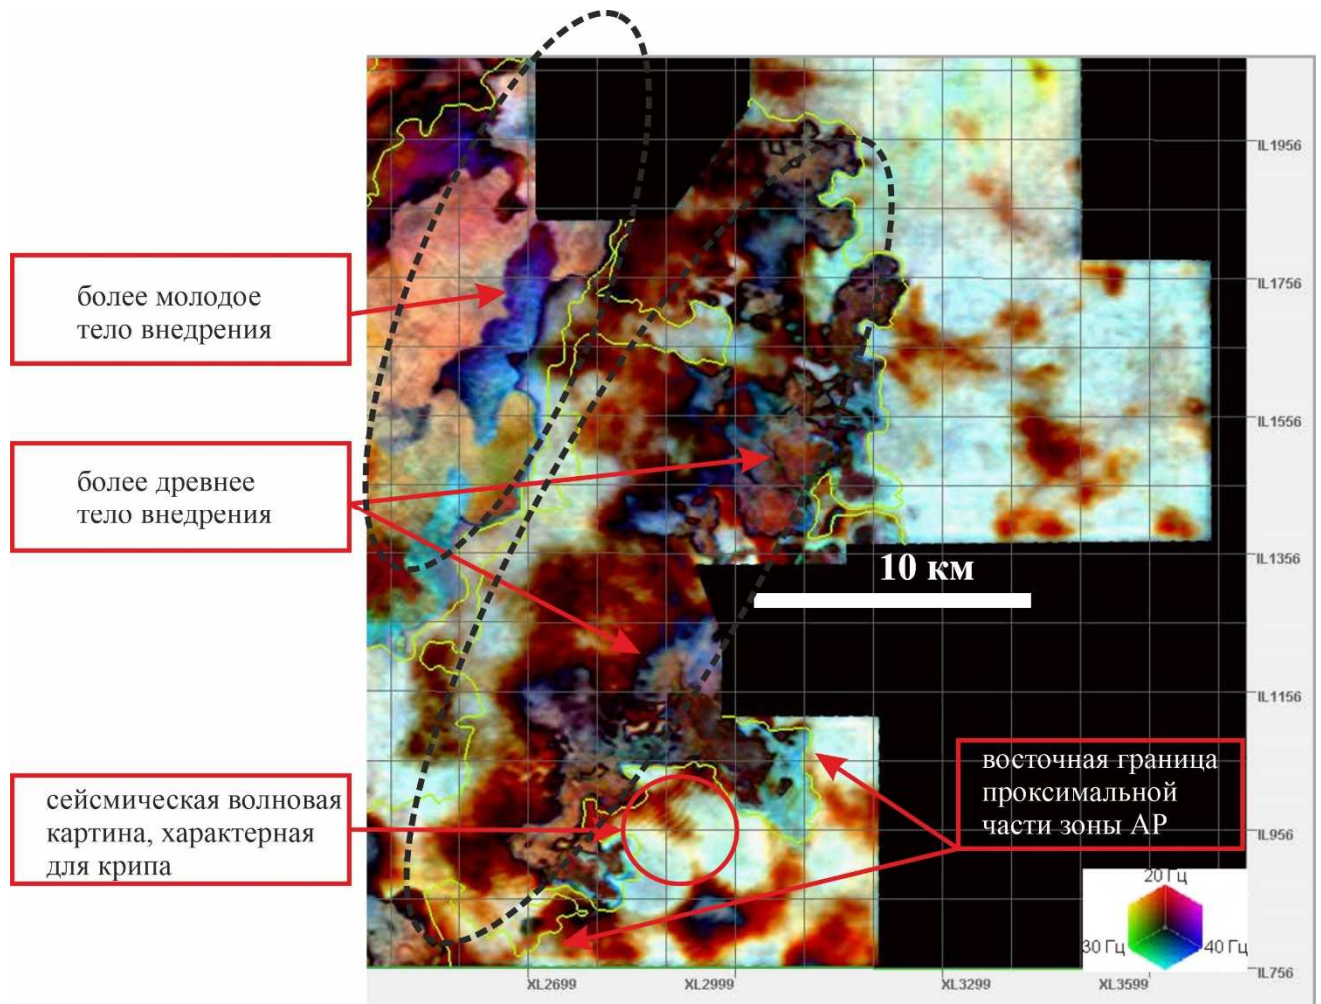 IL1956
более молодое
тело внедрения
IL1756
IL1556
более древнее
тело внедрения
IL1356
10 км
IL1156
восточная граница
проксимальной
части зоны АР
сейсмическая волновая
картина, характерная
для крипа
IL956
20 Гц
30 Гц
40 Гц
IL756
XL2699
XL2999
XL3299
XL3599